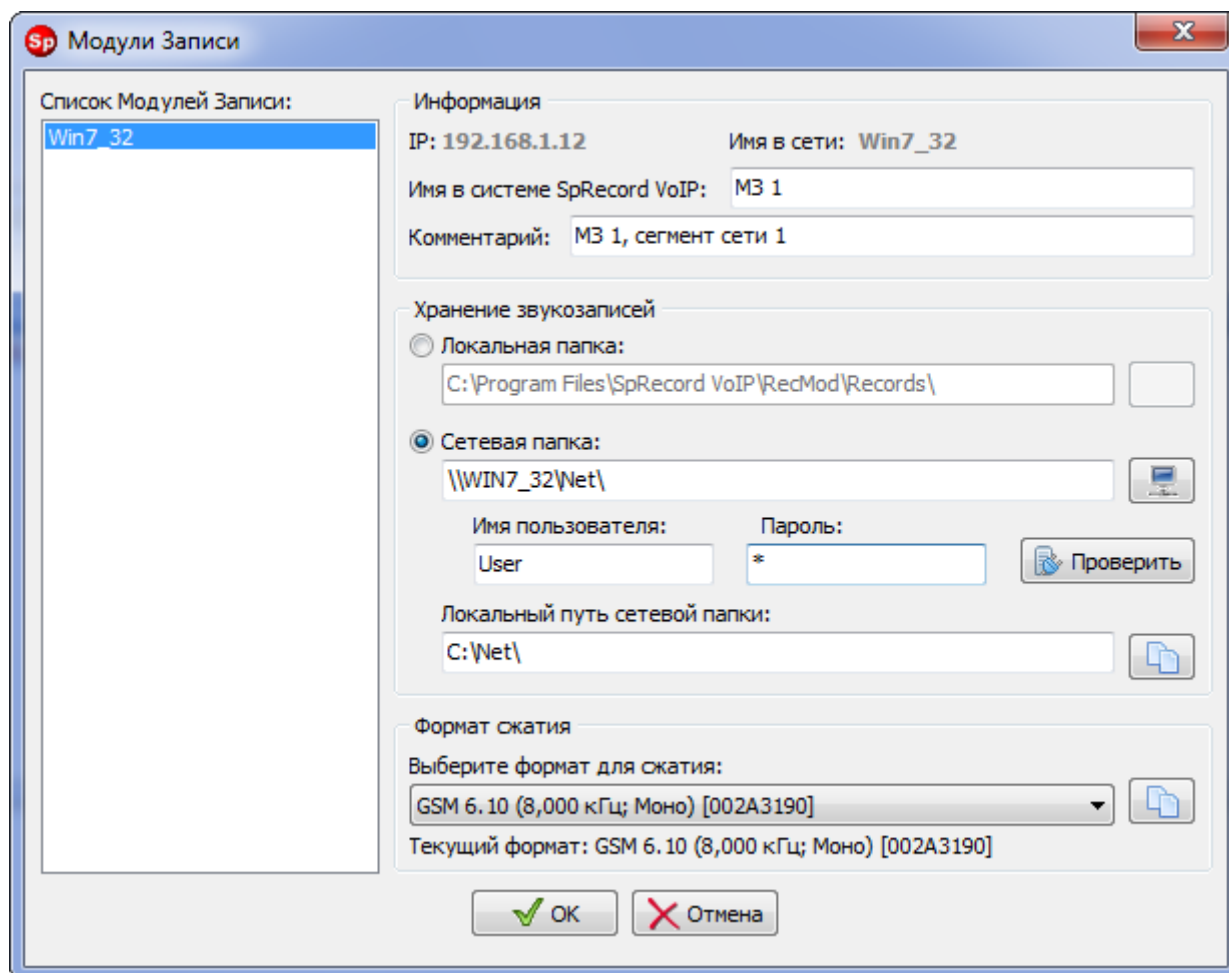 Sp Модули Записи
Список Модулей Записи:
Win7_32
Информация
IP: 192.168.1.12 Имя в сети: Win7_32
Имя в системе SpRecord VoIP: МЗ 1
Комментарий: МЗ 1, сегмент сети 1
Хранение звукозаписей
Локальная папка:
C:\Program Files\SpRecord VoIP\RecMod\Records\
Сетевая папка:
\\WIN7_32\Net\
Имя пользователя: Пароль:
User * Проверить
Локальный путь сетевой папки:
C:\Net\
Формат сжатия
Выберите формат для сжатия:
GSM 6.10 (8,000 кГц; Моно) [002A3190]
Текущий формат: GSM 6.10 (8,000 кГц; Моно) [002A3190]
OK Отмена